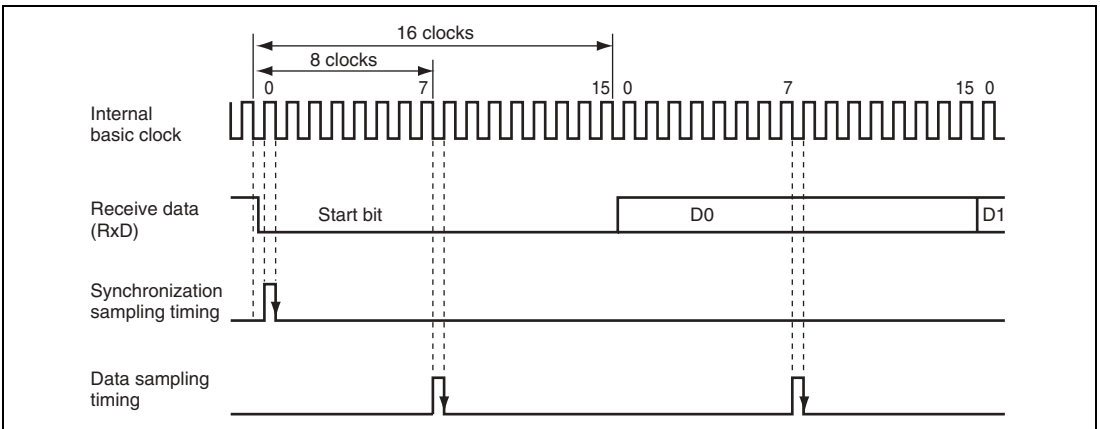 16 clocks
8 clocks
0 7 15 0 7 15 0
Internal
basic clock
Receive data
(RxD)
Start bit D0 D1
Synchronization
sampling timing
Data sampling
timing